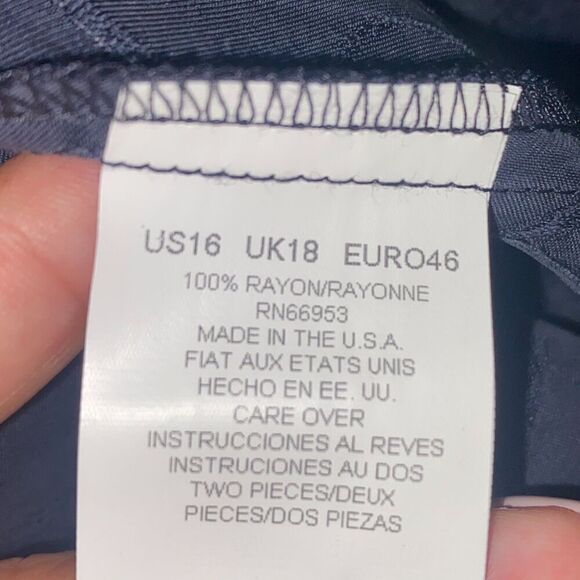 US16 UK18 EURO46
100% RAYON/RAYONNE
RN66953
MADE IN THE U.S.A.
FIAT AUX ETATS UNIS
HECHO EN EE. UU.
CARE OVER
INSTRUCCIONES AL REVES
INSTRUCIONES AU DOS
TWO PIECES/DEUX
PIECES/DOS PIEZAS